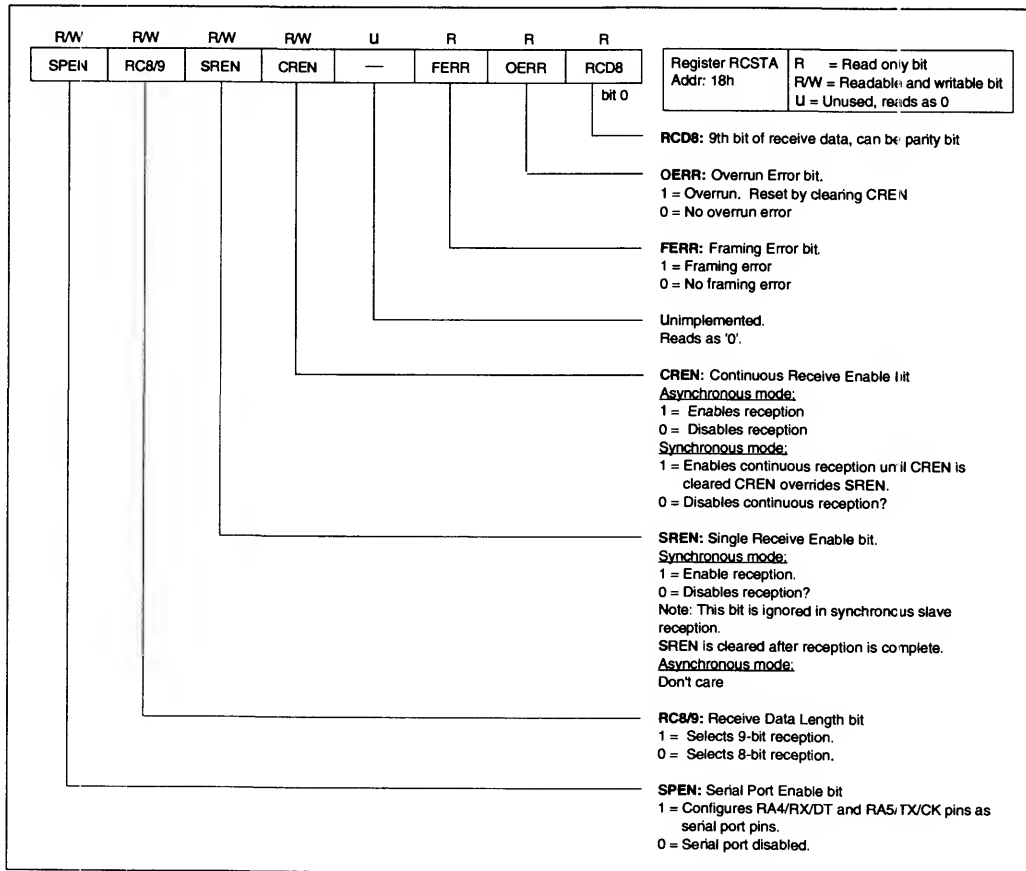 R/W R/W R/W R/W U R R R
SPEN RC8/9 SREN CREN — FERR OERR RCD8
bit 0
Register RCSTA
Addr: 18h
R = Read only bit
R/W = Readable and writable bit
U = Unused, reads as 0
RCD8: 9th bit of receive data, can be parity bit
OERR: Overrun Error bit.
1 = Overrun. Reset by clearing CREN
0 = No overrun error
FERR: Framing Error bit.
1 = Framing error
0 = No framing error
Unimplemented.
Reads as '0'.
CREN: Continuous Receive Enable bit
Asynchronous mode:
1 = Enables reception
0 = Disables reception
Synchronous mode:
1 = Enables continuous reception until CREN is
cleared CREN overrides SREN.
0 = Disables continuous reception?
SREN: Single Receive Enable bit.
Synchronous mode:
1 = Enable reception.
0 = Disables reception?
Note: This bit is ignored in synchronous slave
reception.
SREN is cleared after reception is complete.
Asynchronous mode:
Don't care
RC8/9: Receive Data Length bit
1 = Selects 9-bit reception.
0 = Selects 8-bit reception.
SPEN: Serial Port Enable bit
1 = Configures RA4/RX/DT and RA5/TX/CK pins as
serial port pins.
0 = Serial port disabled.